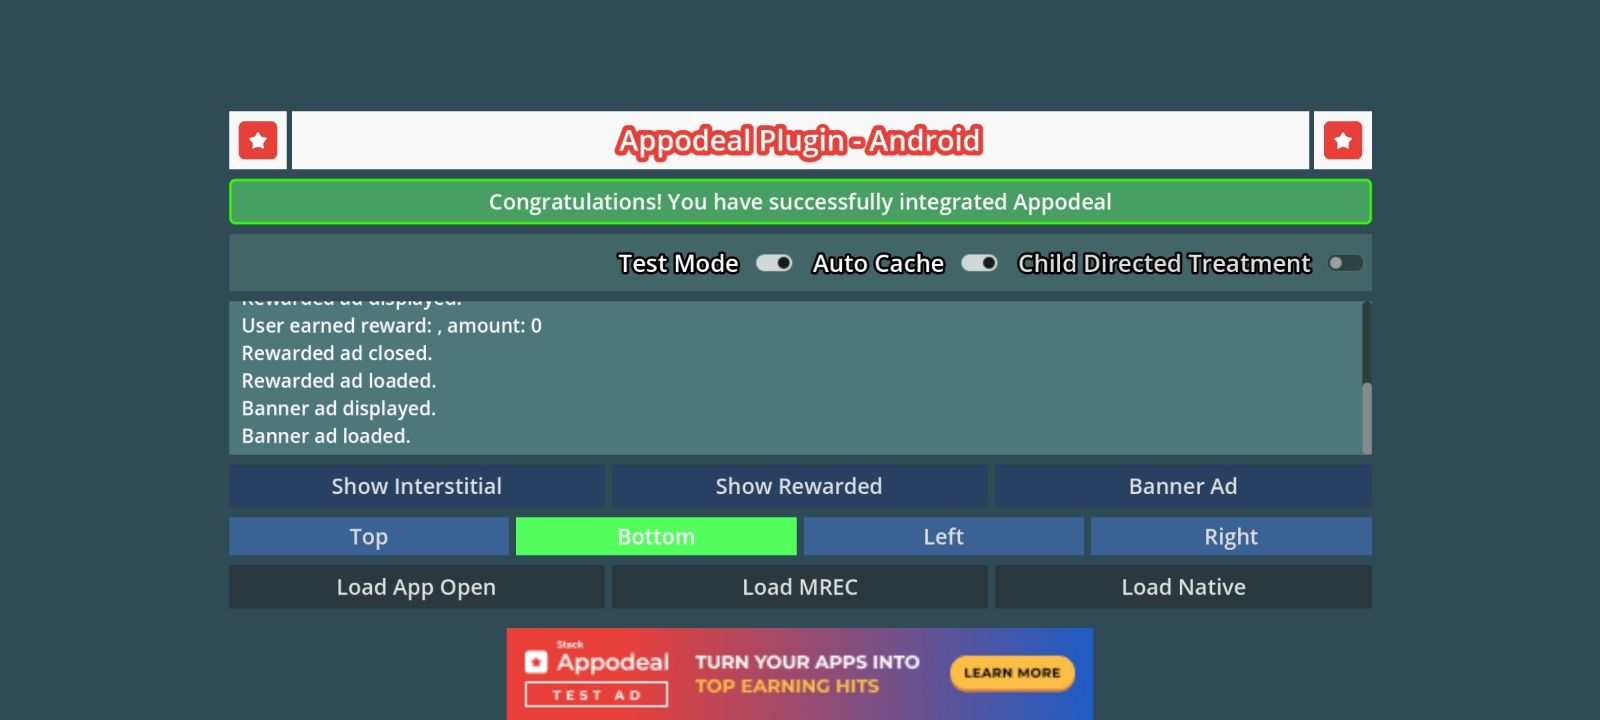 Appodeal Plugin - Android
Congratulations! You have successfully integrated Appodeal
Test Mode Auto Cache Child Directed Treatment
Rewarded ad displayed.
User earned reward: , amount: 0
Rewarded ad closed.
Rewarded ad loaded.
Banner ad displayed.
Banner ad loaded.
Show Interstitial Show Rewarded Banner Ad
Top Bottom Left Right
Load App Open Load MREC Load Native
Stack
Appodeal
TEST AD
TURN YOUR APPS INTO
TOP EARNING HITS
LEARN MORE